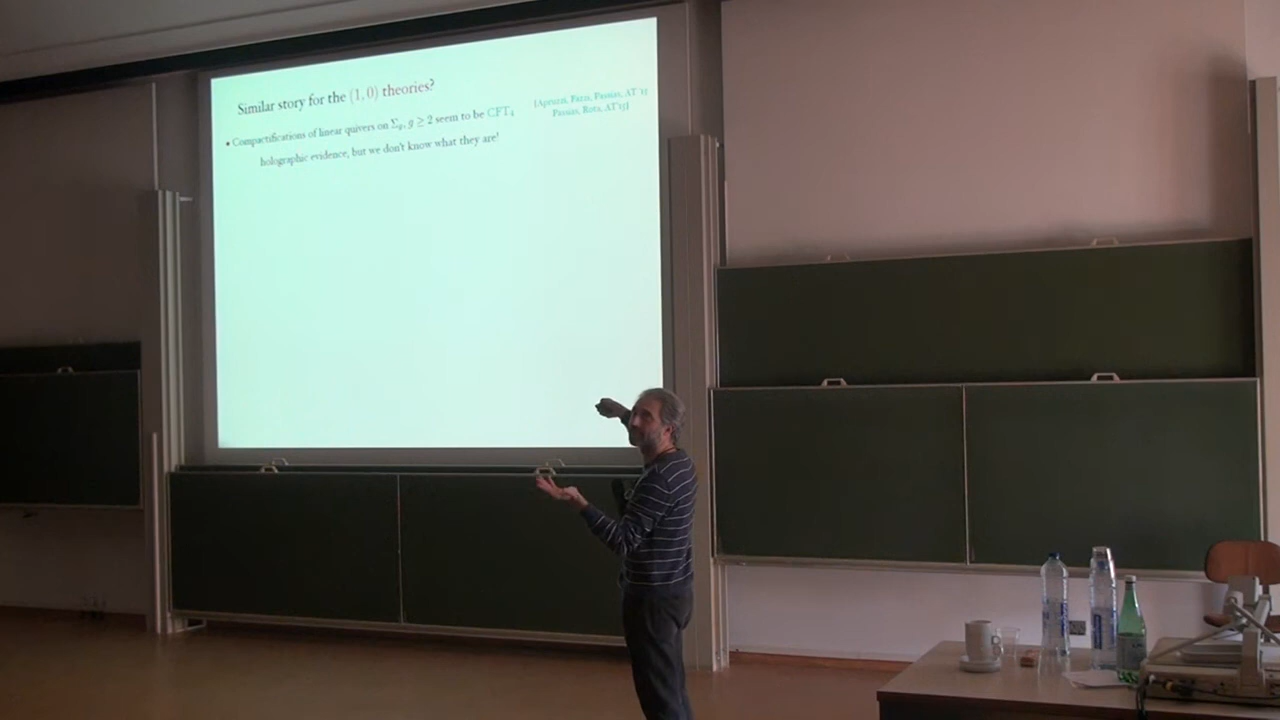 Similar story for the (1, 0) theories?
• Compactifications of linear quivers on Σg, g ≥ 2 seem to be CFT4
[Apruzzi, Fazzi, Passias, AT '15
Passias, Rota, AT'15]
holographic evidence, but we don't know what they are!